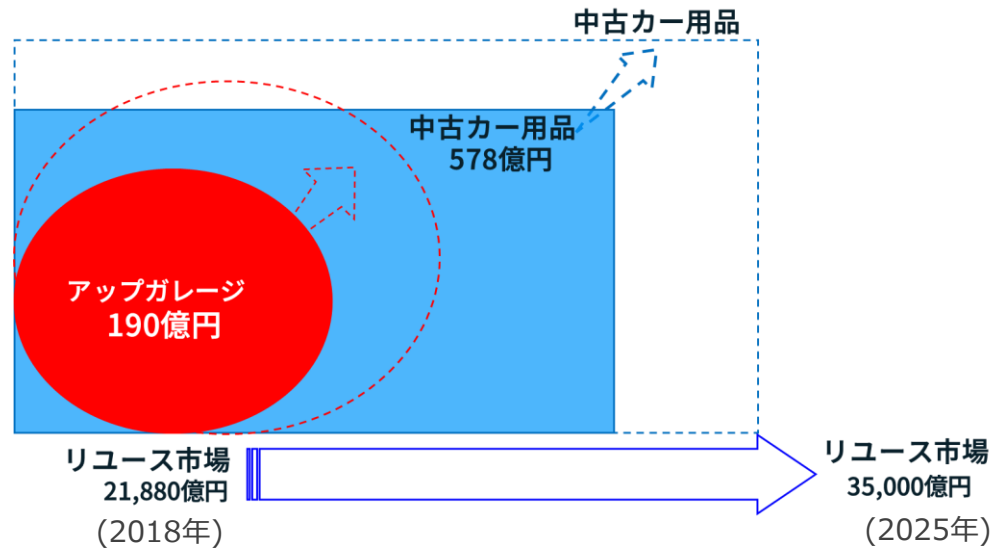 中古カー用品
中古カー用品
578億円
アップガレージ
190億円
リユース市場
21,880億円
(2018年)
リユース市場
35,000億円
(2025年)